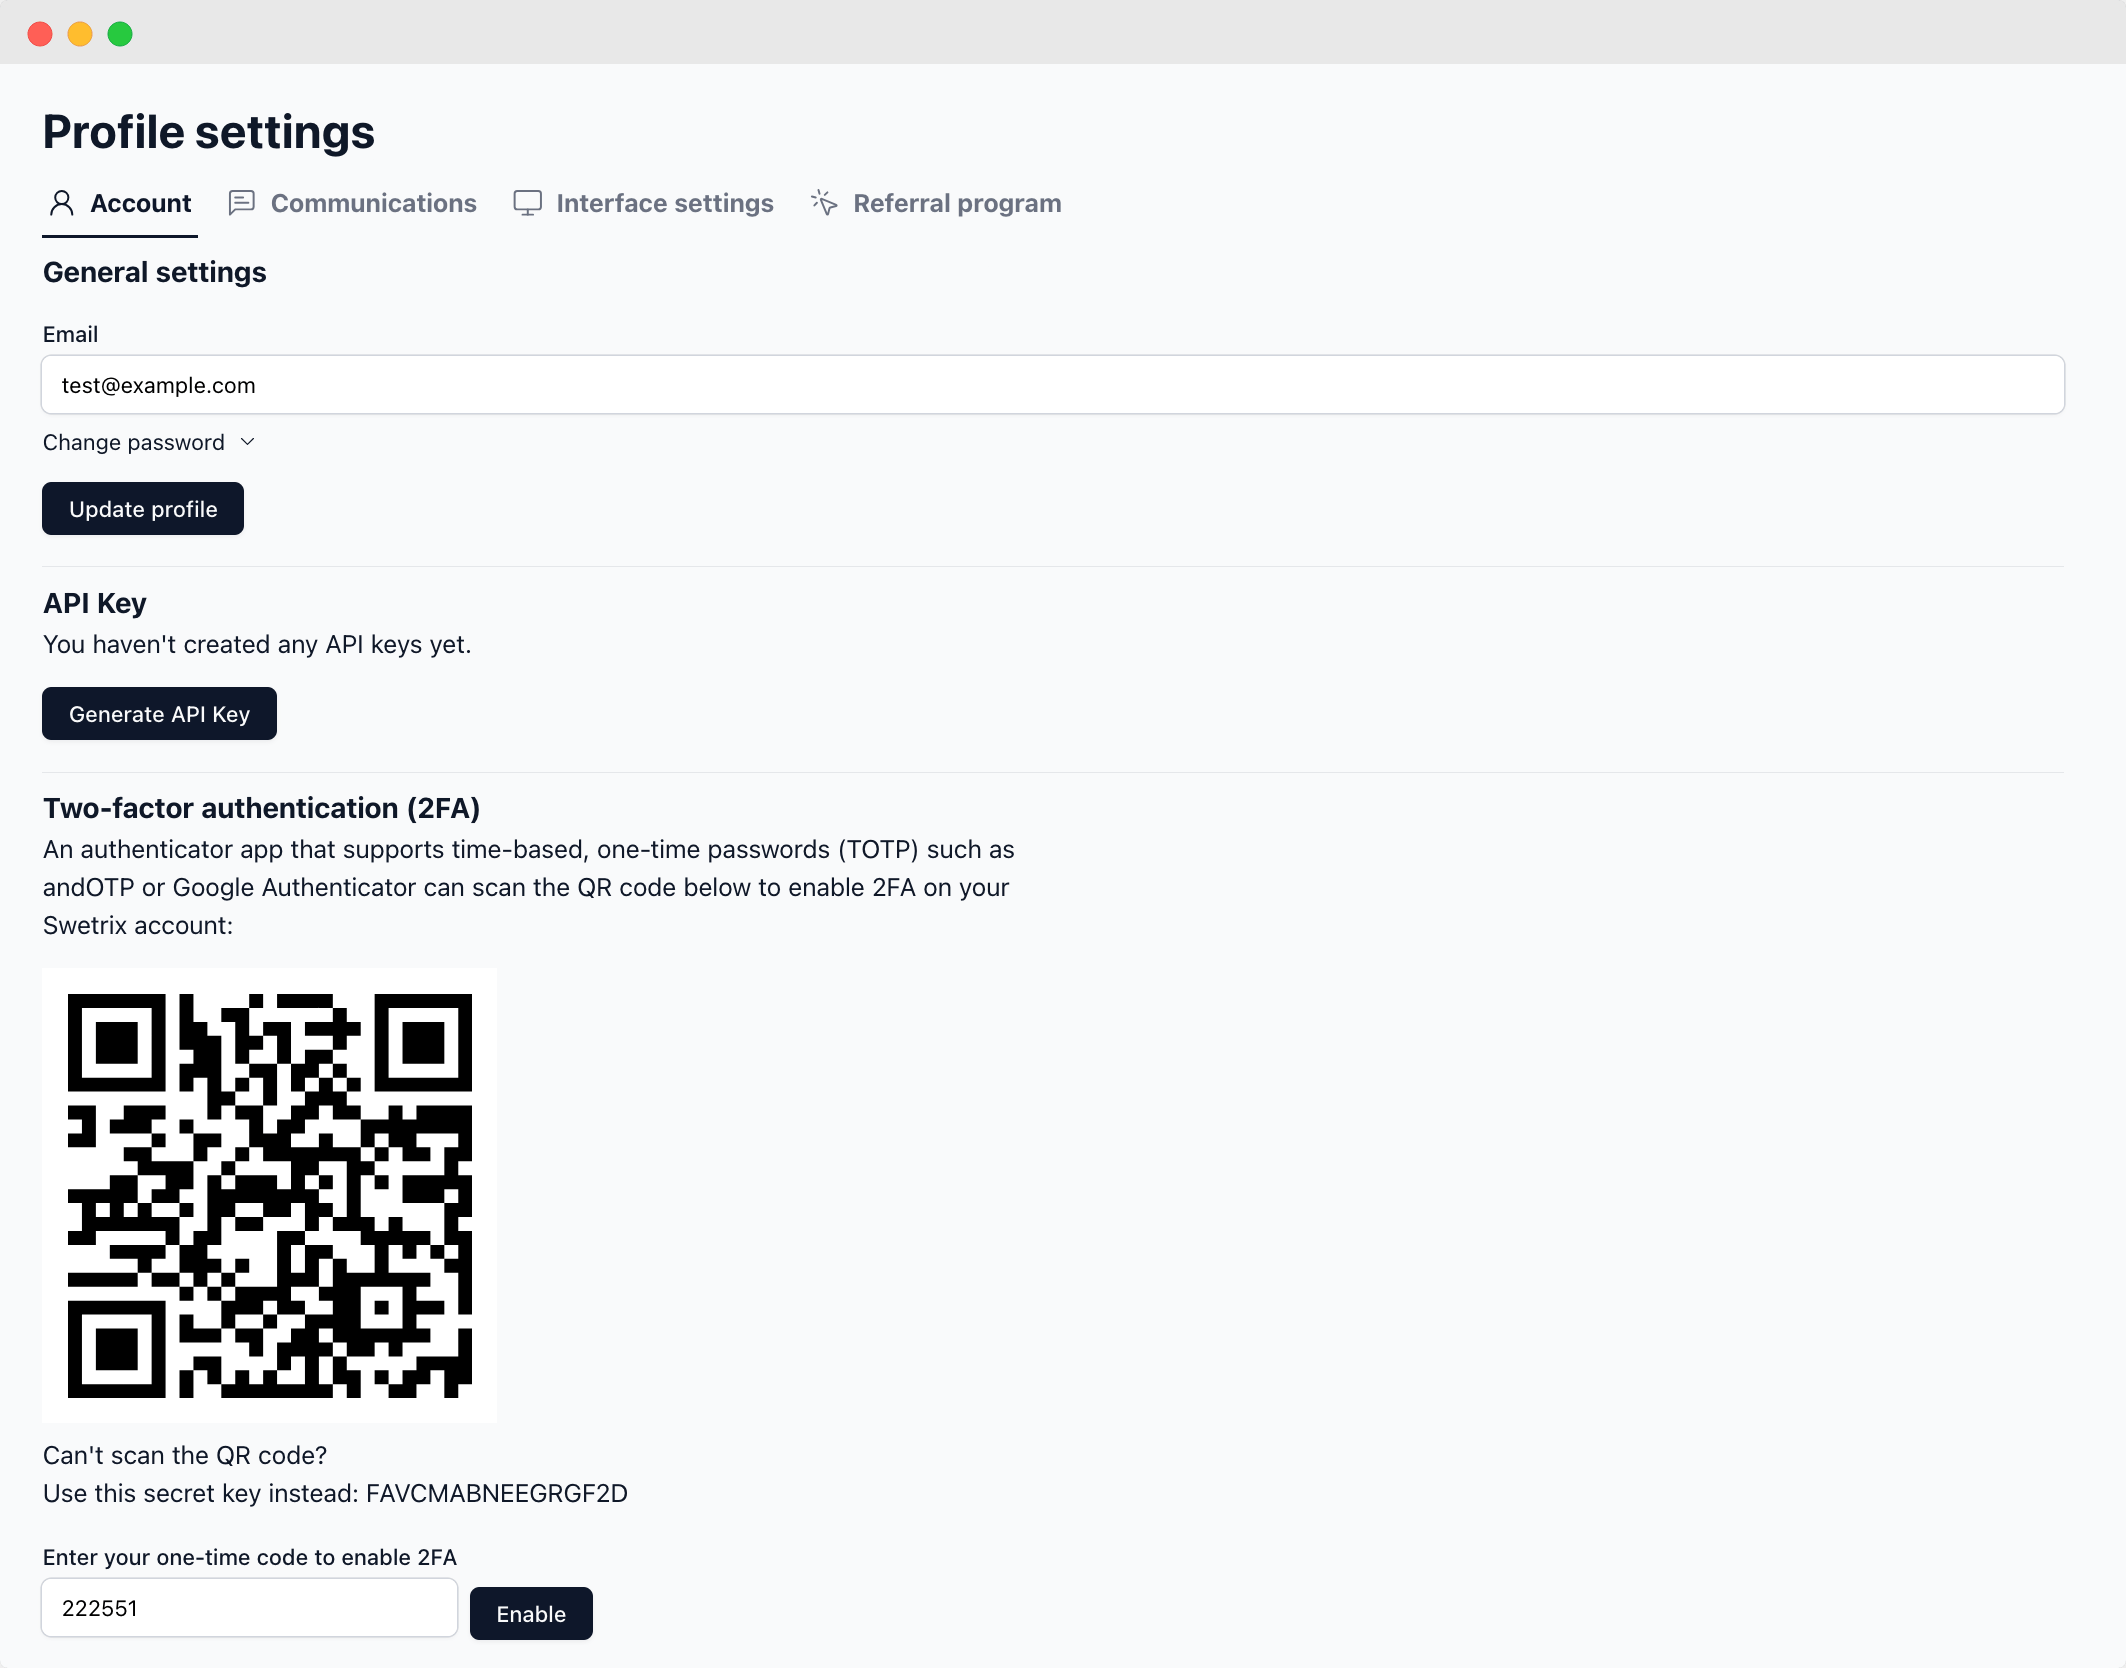 Profile settings
Account
Communications
Interface settings
Referral program
General settings
Email
test@example.com
Change password
Update profile
API Key
You haven't created any API keys yet.
Generate API Key
Two-factor authentication (2FA)
An authenticator app that supports time-based, one-time passwords (TOTP) such as
andOTP or Google Authenticator can scan the QR code below to enable 2FA on your
Swetrix account:
Can't scan the QR code?
Use this secret key instead: FAVCMABNEEGRGF2D
Enter your one-time code to enable 2FA
222551
Enable